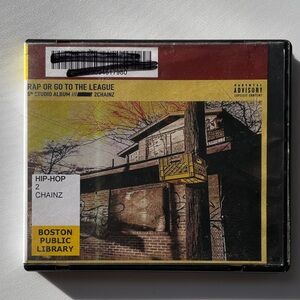 RAP OR GO TO THE LEAGUE
5th STUDIO ALBUM 2CHAINZ
PARENTAL
ADVISORY
EXPLICIT CONTENT
HIP-HOP
2
CHAINZ
BOSTON
PUBLIC
LIBRARY